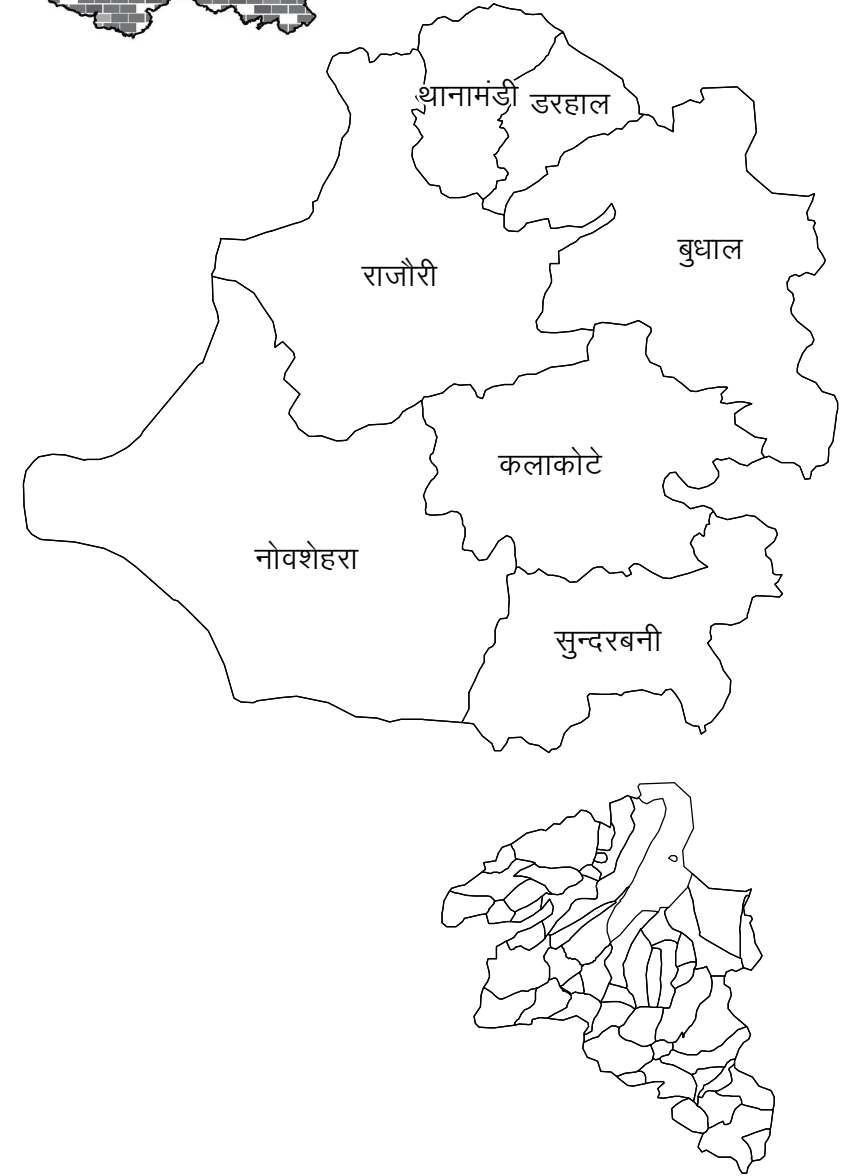 थानामंडी
डरहाल
बुधाल
राजौरी
कलाकोटे
नोवशेहरा
सुन्दरबनी